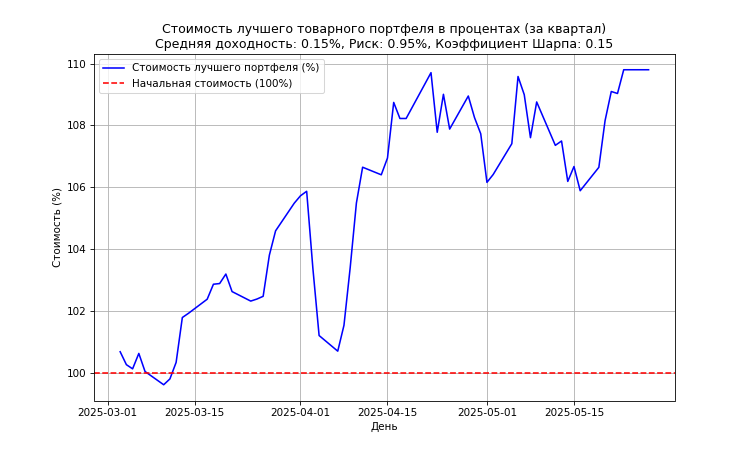 Стоимость лучшего товарного портфеля в процентах (за квартал)
Средняя доходность: 0.15%, Риск: 0.95%, Коэффициент Шарпа: 0.15
Стоимость лучшего портфеля (%)
Начальная стоимость (100%)
Стоимость (%)
110
108
106
104
102
100
2025-03-01
2025-03-15
2025-04-01
2025-04-15
2025-05-01
2025-05-15
День